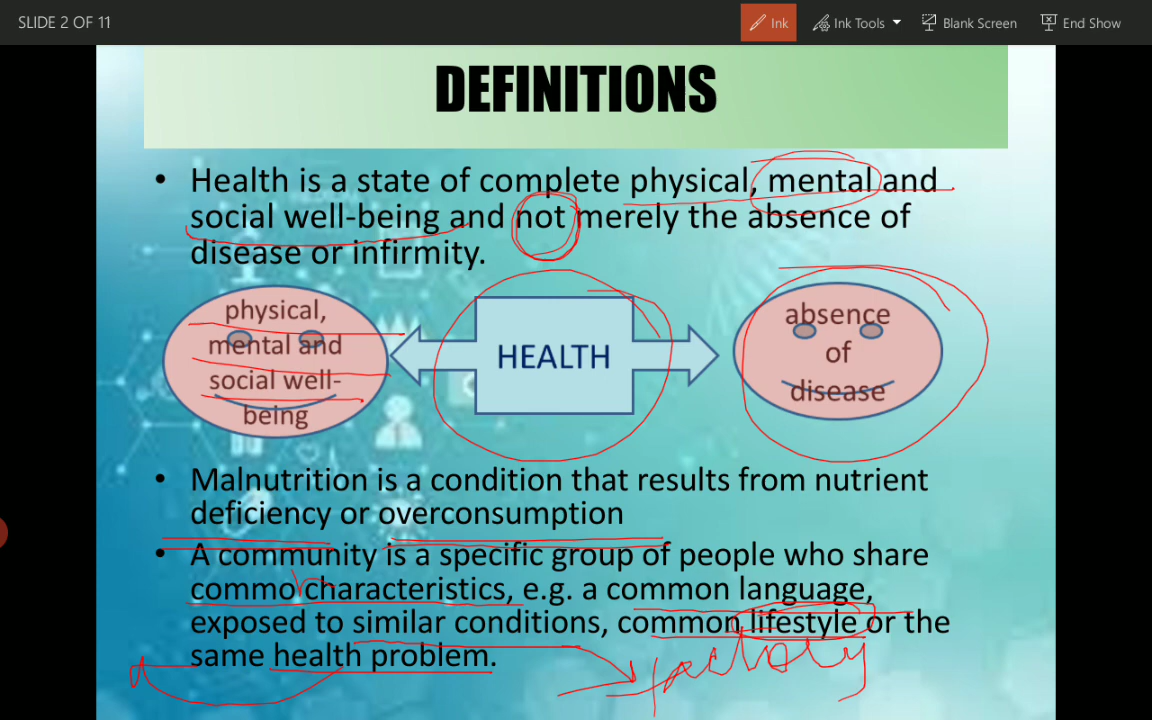 SLIDE 2 OF 11
Ink
Ink Tools
Blank Screen
End Show
DEFINITIONS
• Health is a state of complete physical, mental and
social well-being and not merely the absence of
disease or infirmity.
physical,
mental and
social well-
being
HEALTH
absence
of
disease
• Malnutrition is a condition that results from nutrient
deficiency or overconsumption
• A community is a specific group of people who share
commo characteristics, e.g. a common language,
exposed to similar conditions, common lifestyle or the
same health problem.